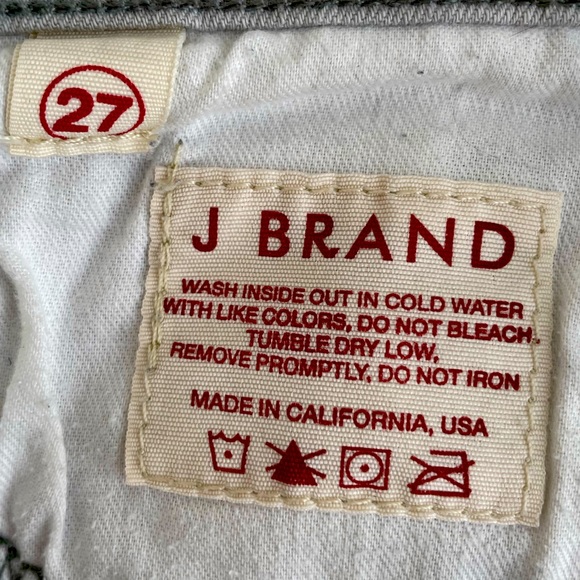 27
J BRAND
WASH INSIDE OUT IN COLD WATER
WITH LIKE COLORS, DO NOT BLEACH,
TUMBLE DRY LOW,
REMOVE PROMPTLY, DO NOT IRON
MADE IN CALIFORNIA, USA